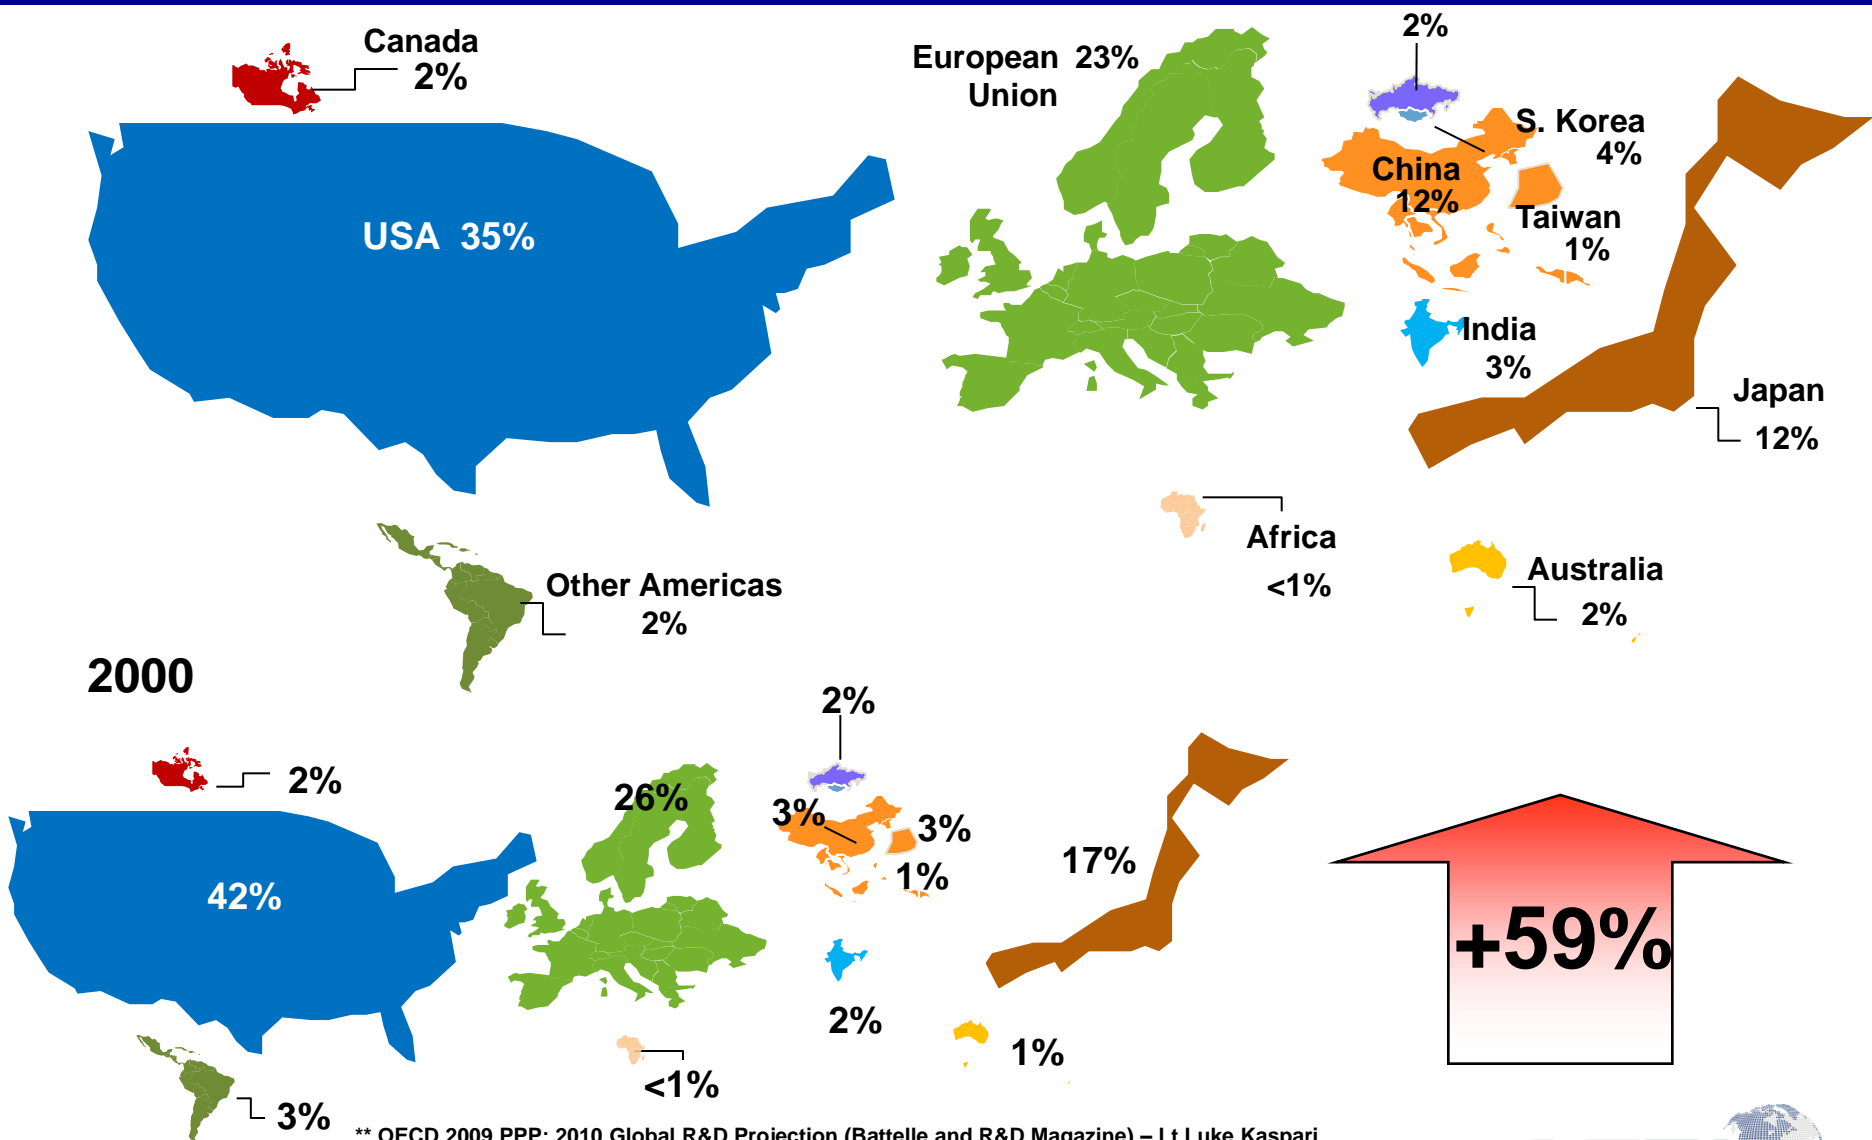 Canada
2%
European 23%
Union
2%
S. Korea
4%
China
12%
Taiwan
1%
USA 35%
India
3%
Japan
12%
Africa
<1%
Australia
2%
Other Americas
2%
2000
2%
2%
26%
3%
3%
1%
17%
42%
+59%
2%
1%
<1%
3%
** OECD 2009 PPP; 2010 Global R&D Projection (Battelle and R&D Magazine) – Lt Luke Kaspari